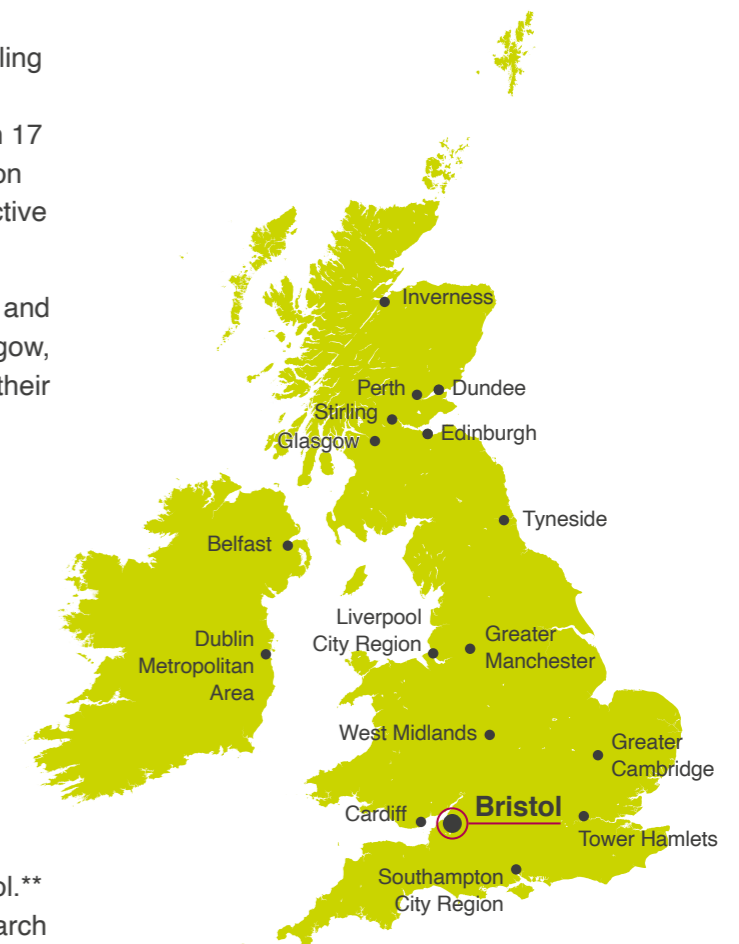 ling
17
on
ctive
and
gow,
their
Inverness
Perth
Dundee
Stirling
Edinburgh
Glasgow
Tyneside
Belfast
Liverpool
City Region
Greater
Manchester
Dublin
Metropolitan
Area
West Midlands
Greater
Cambridge
Bristol
Cardiff
Tower Hamlets
Southampton
City Region
ol.**
arch